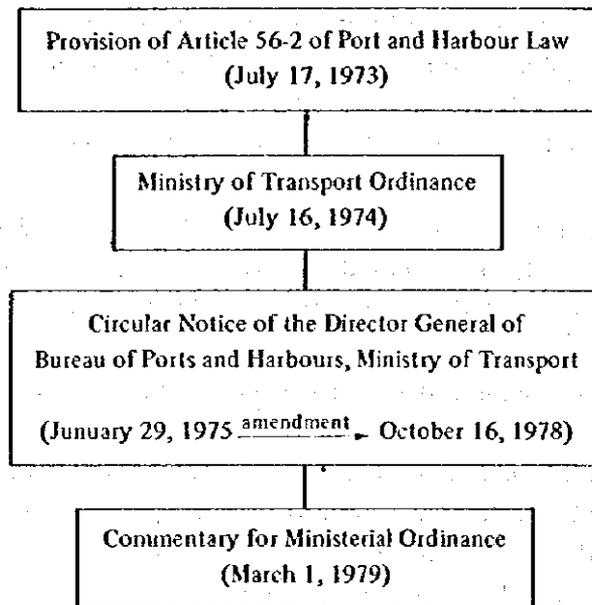 Provision of Article 56-2 of Port and Harbour Law
(July 17, 1973)
Ministry of Transport Ordinance
(July 16, 1974)
Circular Notice of the Director General of
Bureau of Ports and Harbours, Ministry of Transport
(Junuary 29, 1975 amendment October 16, 1978)
Commentary for Ministerial Ordinance
(March 1, 1979)